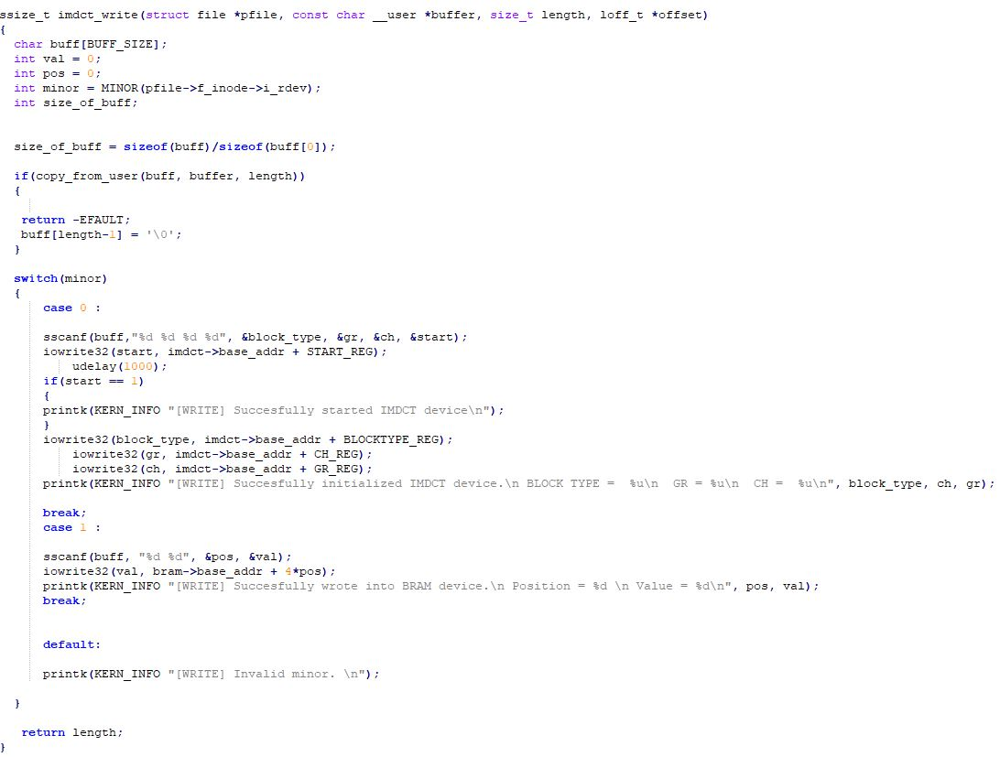 ssize_t imdct_write(struct file *pfile, const char __user *buffer, size_t length, loff_t *offset)
{
char buff[BUFF_SIZE];
int val = 0;
int pos = 0;
int minor = MINOR(pfile->f_inode->i_rdev);
int size_of_buff;
size_of_buff = sizeof(buff)/sizeof(buff[0]);
if(copy_from_user(buff, buffer, length))
{
return -EFAULT;
buff[length-1] = '\0';
}
switch(minor)
{
case 0 :
sscanf(buff,"%d %d %d %d", &block_type, &gr, &ch, &start);
iowrite32(start, imdct->base_addr + START_REG);
udelay(1000);
if(start == 1)
{
printk(KERN_INFO "[WRITE] Succesfully started IMDCT device\n");
}
iowrite32(block_type, imdct->base_addr + BLOCKTYPE_REG);
iowrite32(gr, imdct->base_addr + CH_REG);
iowrite32(ch, imdct->base_addr + GR_REG);
printk(KERN_INFO "[WRITE] Succesfully initialized IMDCT device.\n BLOCK TYPE =  %u\n  GR = %u\n  CH =  %u\n", block_type, ch, gr);
break;
case 1 :
sscanf(buff, "%d %d", &pos, &val);
iowrite32(val, bram->base_addr + 4*pos);
printk(KERN_INFO "[WRITE] Succesfully wrote into BRAM device.\n Position = %d \n Value = %d\n", pos, val);
break;
default:
printk(KERN_INFO "[WRITE] Invalid minor. \n");
}
return length;
}